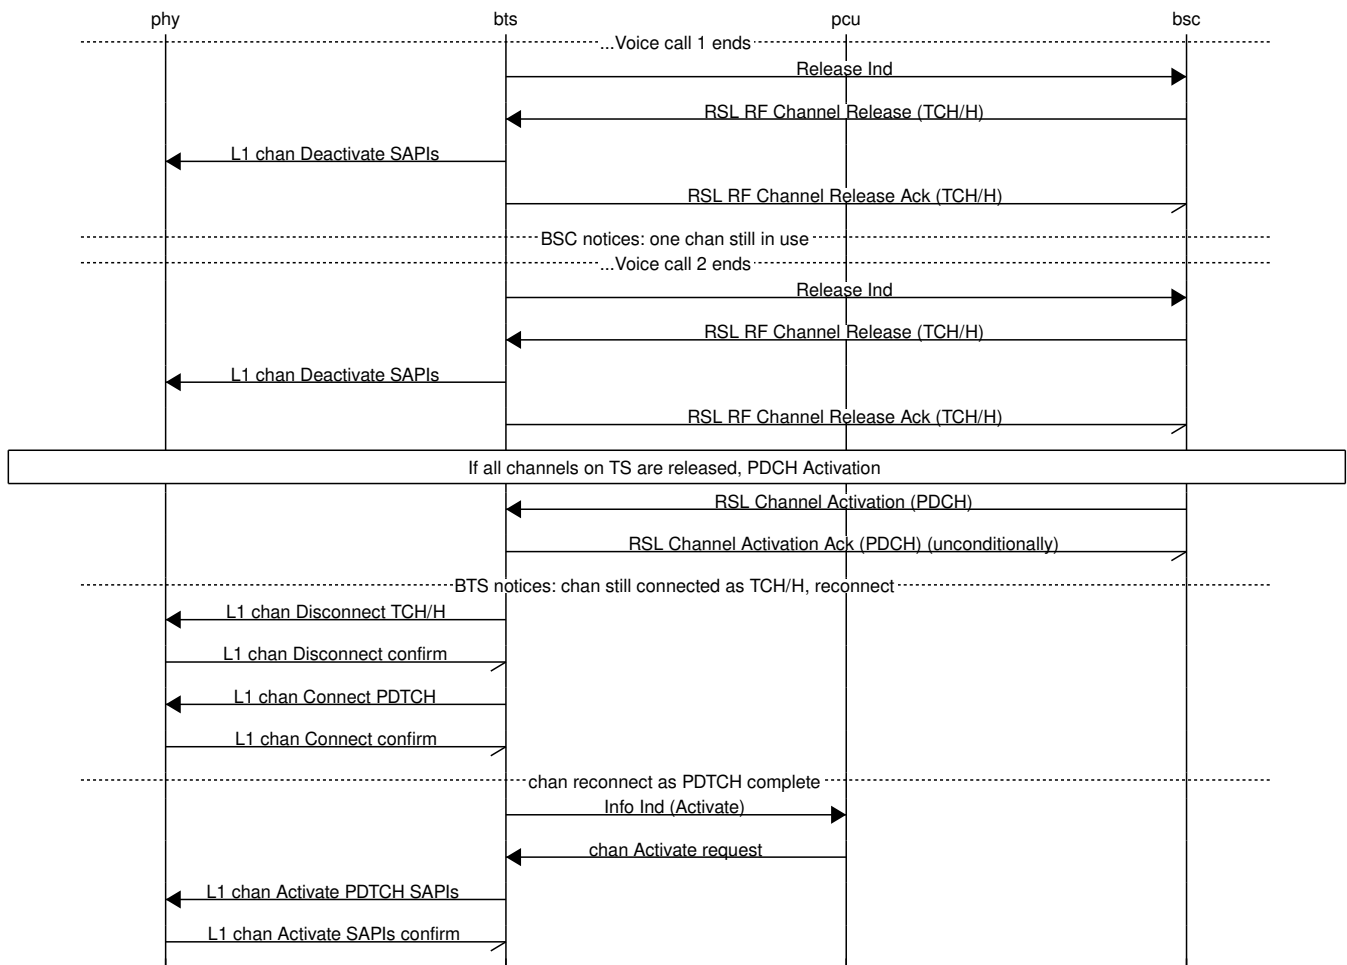 phy bts pcu bsc
...Voice call 1 ends
Release Ind
RSL RF Channel Release (TCH/H)
L1 chan Deactivate SAPIs
RSL RF Channel Release Ack (TCH/H)
BSC notices: one chan still in use
...Voice call 2 ends
Release Ind
RSL RF Channel Release (TCH/H)
L1 chan Deactivate SAPIs
RSL RF Channel Release Ack (TCH/H)
If all channels on TS are released, PDCH Activation
RSL Channel Activation (PDCH)
RSL Channel Activation Ack (PDCH) (unconditionally)
BTS notices: chan still connected as TCH/H, reconnect
L1 chan Disconnect TCH/H
L1 chan Disconnect confirm
L1 chan Connect PDTCH
L1 chan Connect confirm
chan reconnect as PDTCH complete
Info Ind (Activate)
chan Activate request
L1 chan Activate PDTCH SAPIs
L1 chan Activate SAPIs confirm